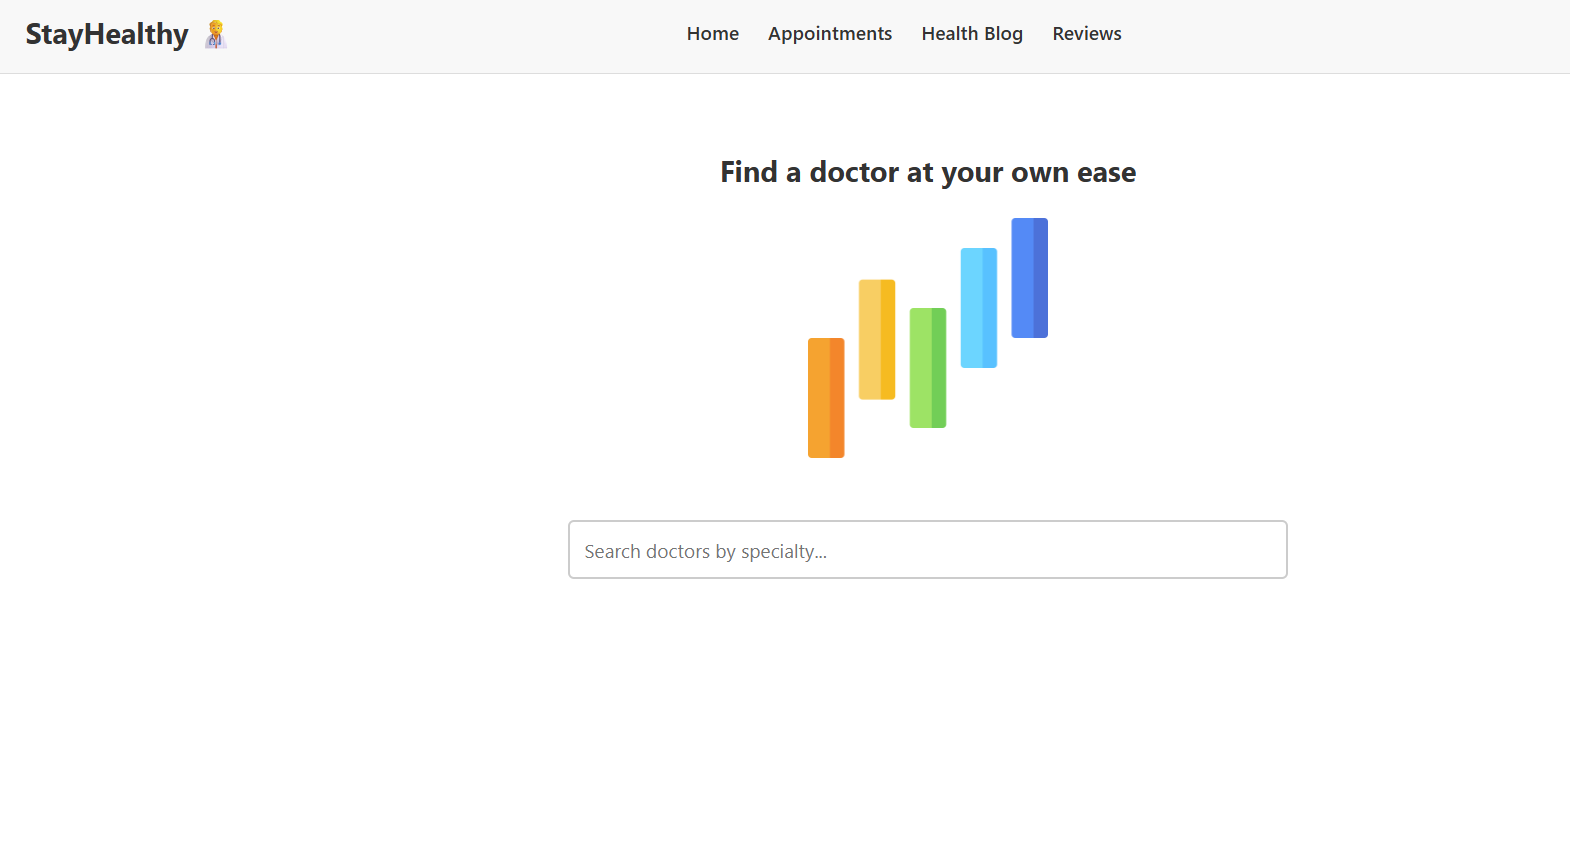 StayHealthy
Home Appointments Health Blog Reviews
Find a doctor at your own ease
Search doctors by specialty...